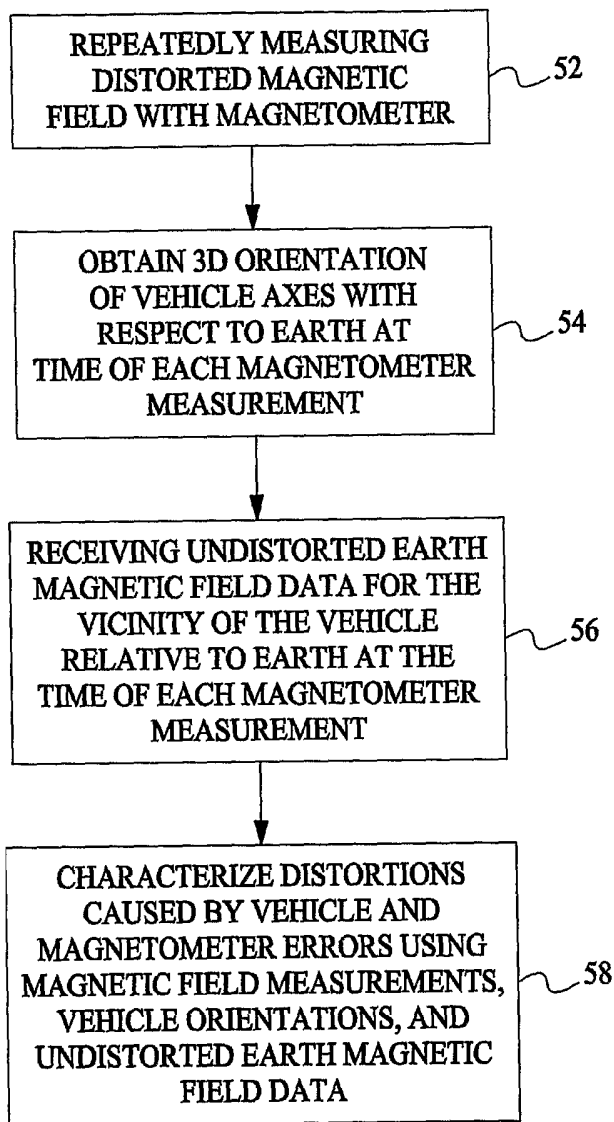 REPEATEDLY MEASURING
DISTORTED MAGNETIC
FIELD WITH MAGNETOMETER
52
OBTAIN 3D ORIENTATION
OF VEHICLE AXES WITH
RESPECT TO EARTH AT
TIME OF EACH MAGNETOMETER
MEASUREMENT
54
RECEIVING UNDISTORTED EARTH
MAGNETIC FIELD DATA FOR THE
VICINITY OF THE VEHICLE
RELATIVE TO EARTH AT THE
TIME OF EACH MAGNETOMETER
MEASUREMENT
56
CHARACTERIZE DISTORTIONS
CAUSED BY VEHICLE AND
MAGNETOMETER ERRORS USING
MAGNETIC FIELD MEASUREMENTS,
VEHICLE ORIENTATIONS, AND
UNDISTORTED EARTH MAGNETIC
FIELD DATA
58